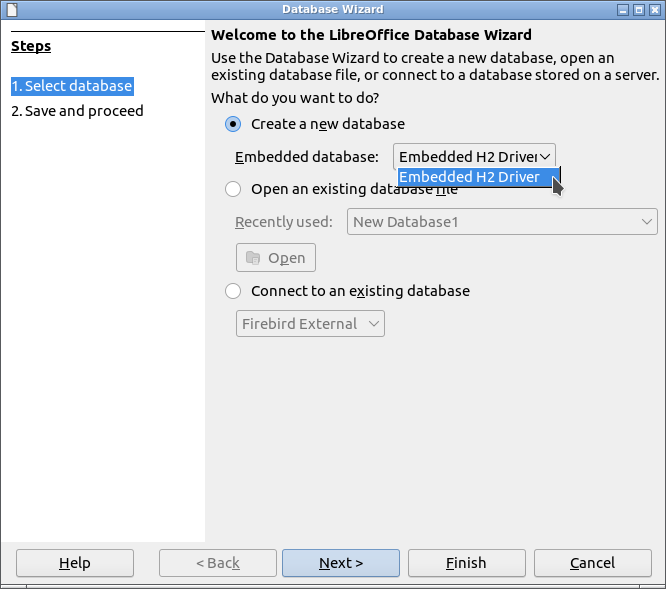 Database Wizard
Steps
1. Select database
2. Save and proceed
Welcome to the LibreOffice Database Wizard
Use the Database Wizard to create a new database, open an
existing database file, or connect to a database stored on a server.
What do you want to do?
Create a new database
Embedded database: Embedded H2 Driver
Embedded H2 Driver
Open an existing database file
Recently used: New Database1
Open
Connect to an existing database
Firebird External
Help < Back Next > Finish Cancel